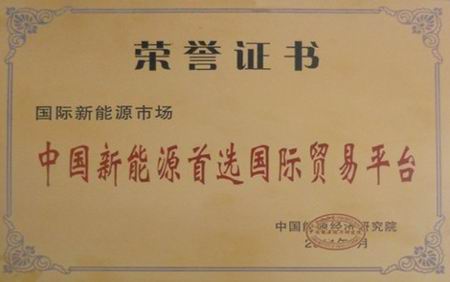 荣誉证书
国际新能源市场
中国新能源首选国际贸易平台
中国能源经济研究院